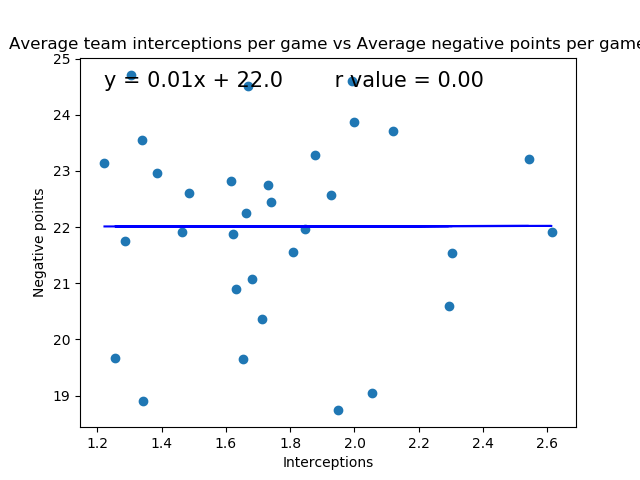 Average team interceptions per game vs Average negative points per game
y = 0.01x + 22.0 r value = 0.00
25
24
23
22
21
20
19
Negative points
1.2 1.4 1.6 1.8 2.0 2.2 2.4 2.6
Interceptions